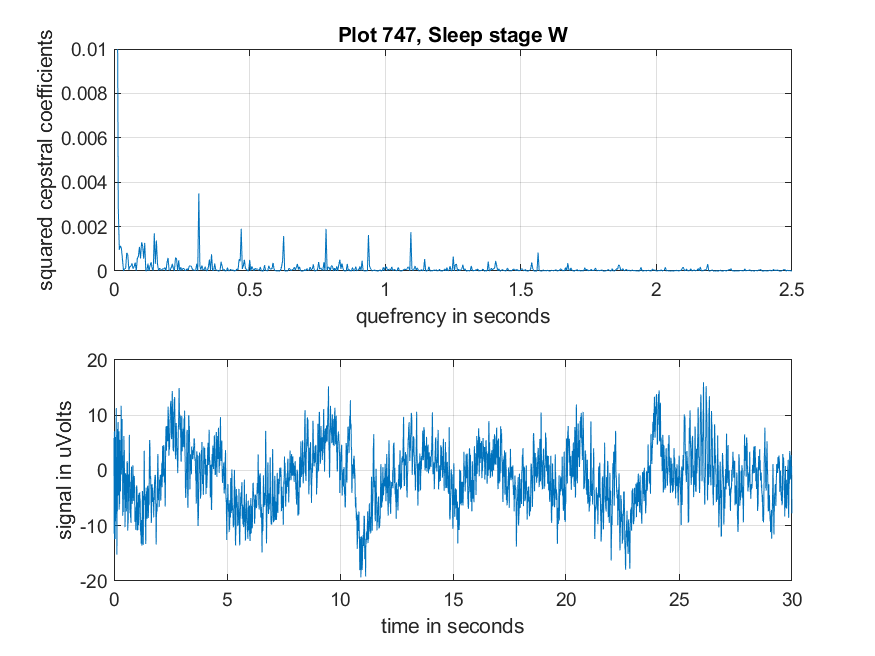 Plot 747, Sleep stage W
squared cepstral coefficients
0.01
0.008
0.006
0.004
0.002
0
0 0.5 1 1.5 2 2.5
quefrency in seconds
signal in uVolts
20
10
0
-10
-20
0 5 10 15 20 25 30
time in seconds